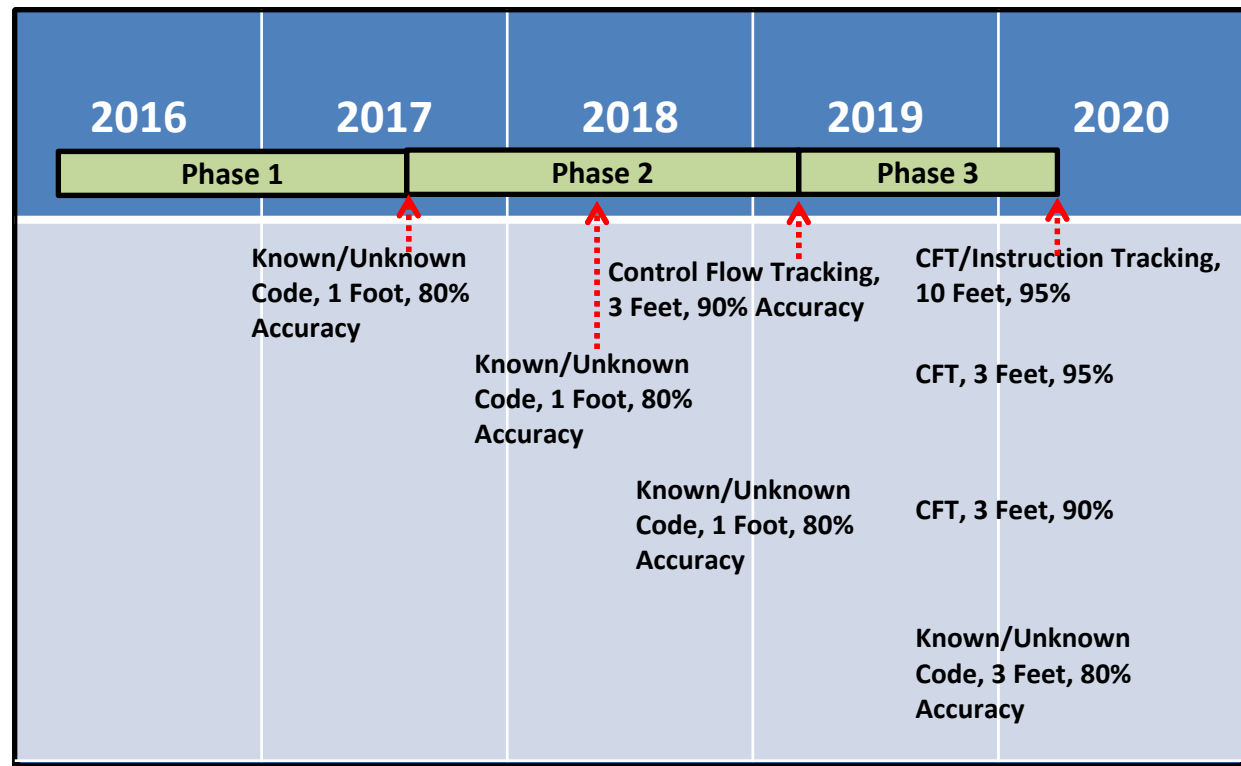 2016 2017 2018 2019 2020
Phase 1 Phase 2 Phase 3
Known/Unknown
Code, 1 Foot, 80%
Accuracy
Control Flow Tracking,
3 Feet, 90% Accuracy
CFT/Instruction Tracking,
10 Feet, 95%
Known/Unknown
Code, 1 Foot, 80%
Accuracy
CFT, 3 Feet, 95%
Known/Unknown
Code, 1 Foot, 80%
Accuracy
CFT, 3 Feet, 90%
Known/Unknown
Code, 3 Feet, 80%
Accuracy